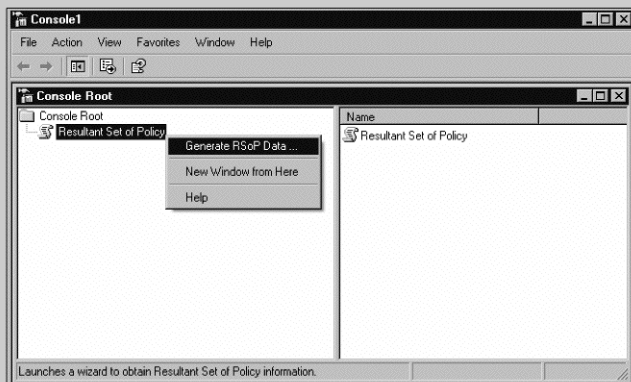 Console1
File Action View Favorites Window Help
Console Root
Console Root
Resultant Set of Policy
Generate RSoP Data ...
New Window from Here
Help
Name
Resultant Set of Policy
Launches a wizard to obtain Resultant Set of Policy information.